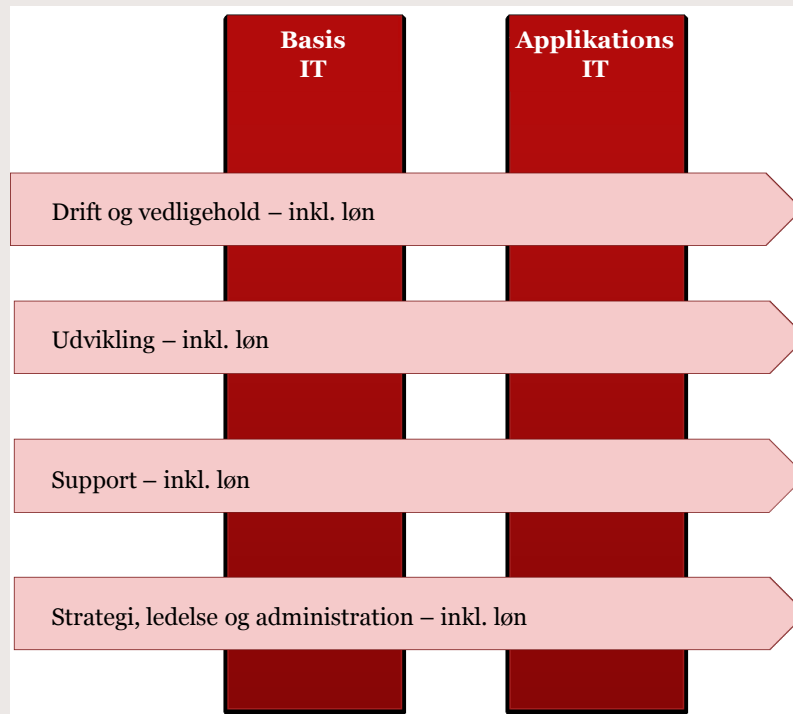 Basis
IT
Applikations
IT
Drift og vedligehold – inkl. løn
Udvikling – inkl. løn
Support – inkl. løn
Strategi, ledelse og administration – inkl. løn